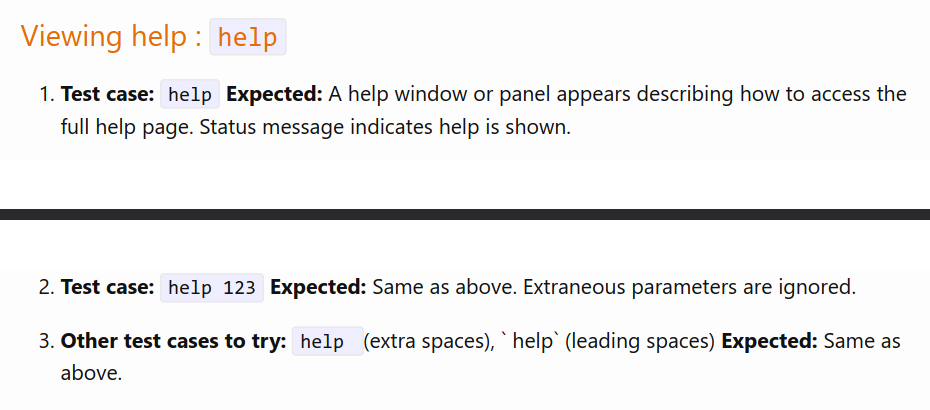 Viewing help : help
1. Test case: help Expected: A help window or panel appears describing how to access the
full help page. Status message indicates help is shown.
2. Test case: help 123 Expected: Same as above. Extraneous parameters are ignored.
3. Other test cases to try: help (extra spaces), ` help` (leading spaces) Expected: Same as
above.